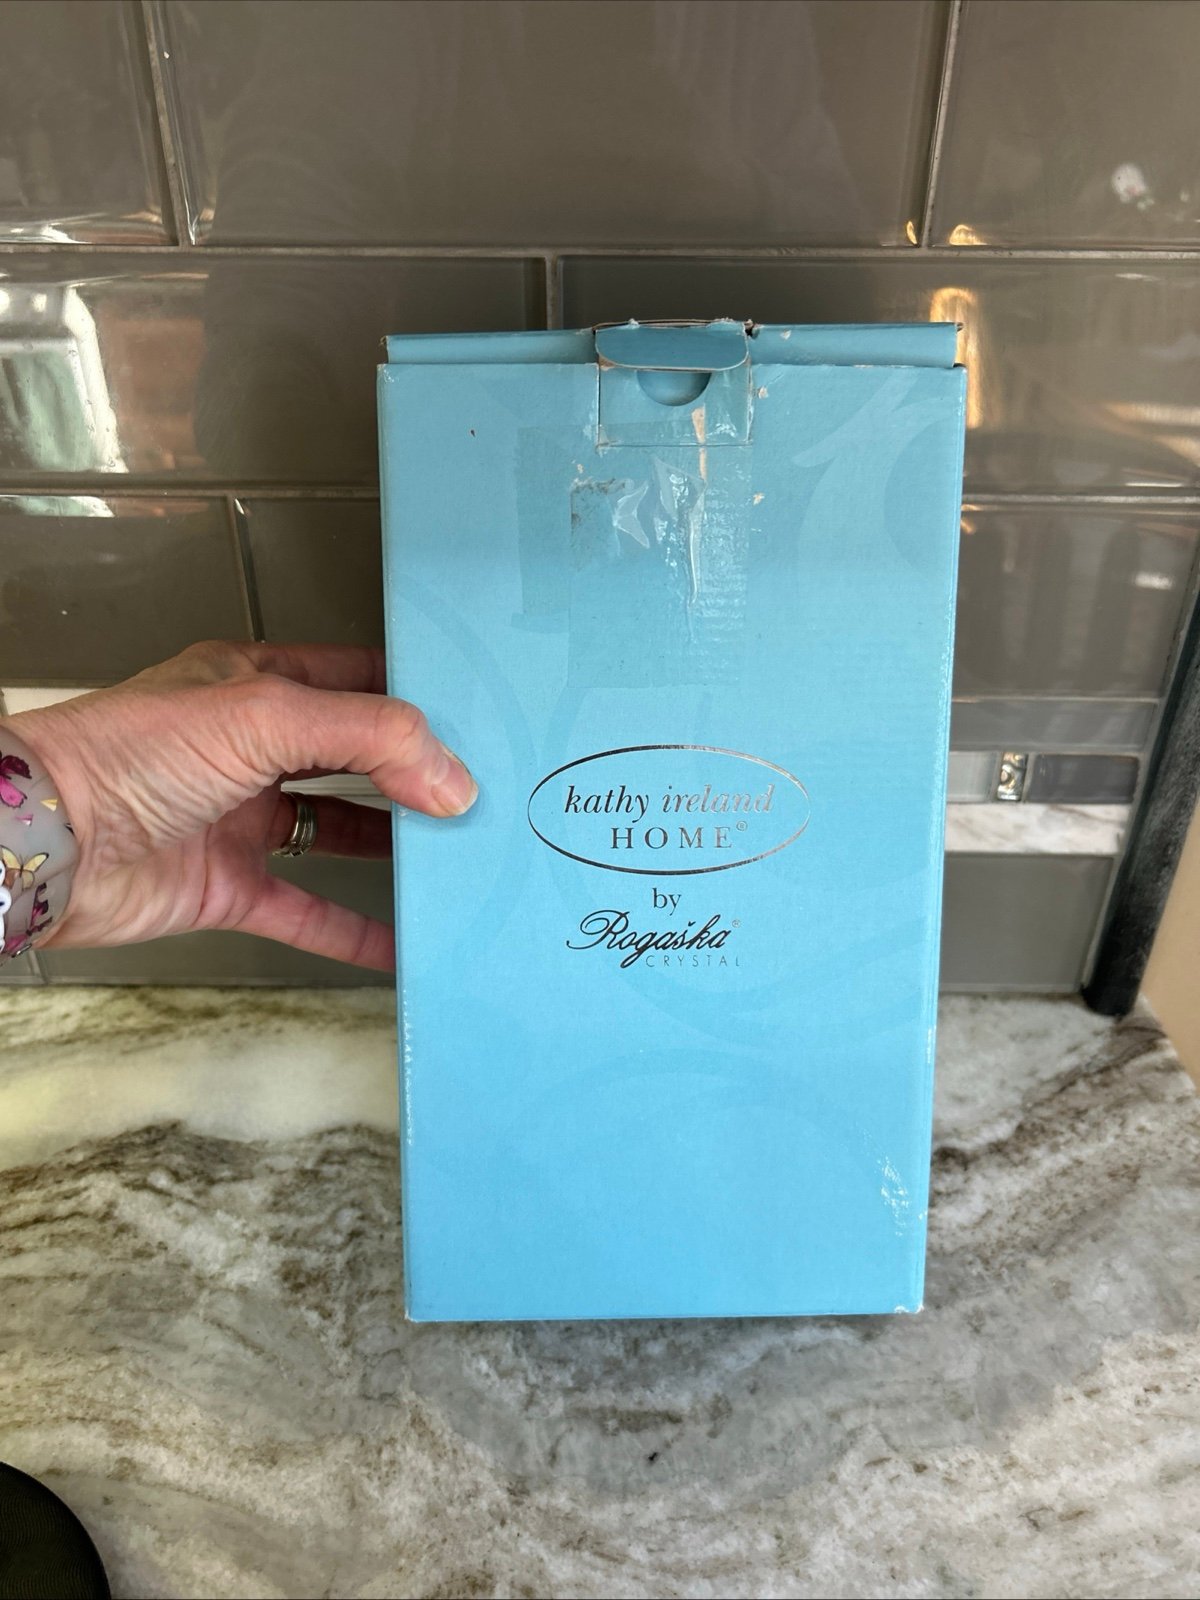 kathy ireland
HOME®
by
Rogaška®
CRYSTAL